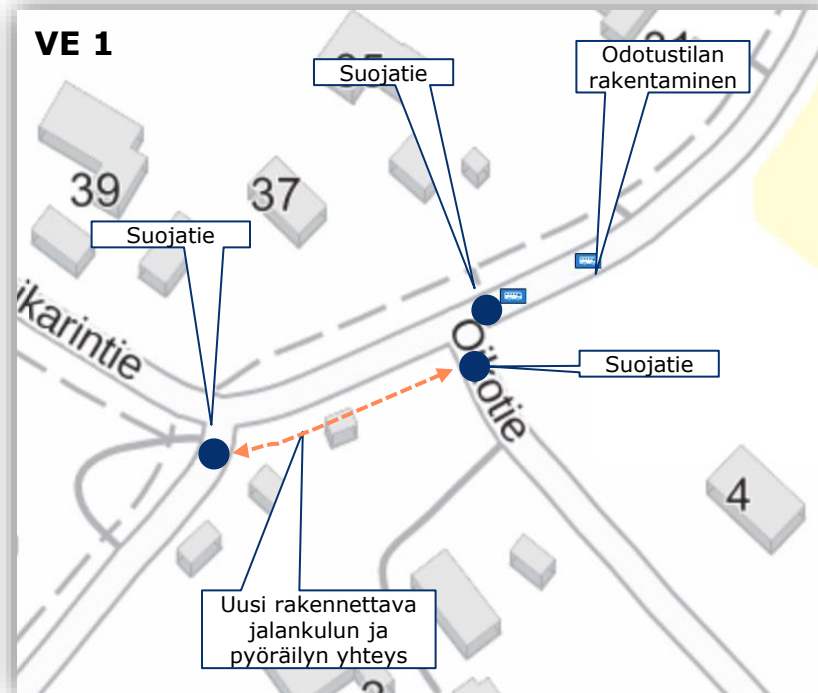 VE 1
Suojatie
Odotustilan
rakentaminen
39
37
Suojatie
ikarintie
Suojatie
4
Uusi rakennettava
jalankulun ja
pyöräilyn yhteys